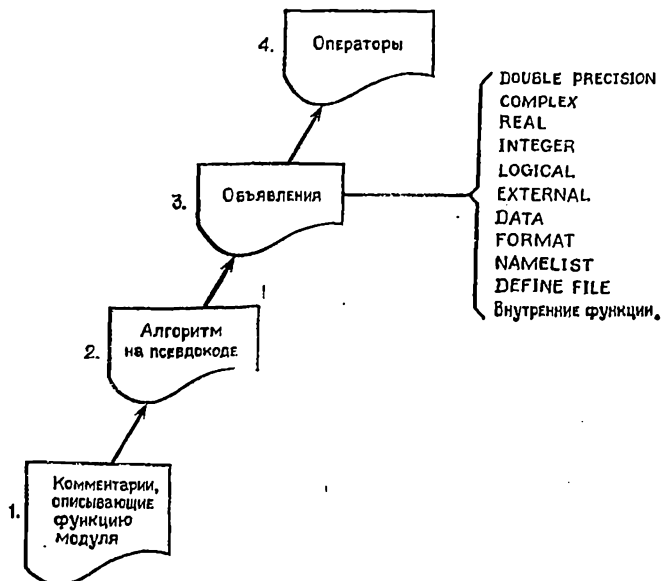 4. Операторы
DOUBLE PRECISION
COMPLEX
REAL
INTEGER
LOGICAL
EXTERNAL
DATA
FORMAT
NAMELIST
DEFINE FILE
Внутренние функции.
3. Объявления
2. Алгоритм
на псевдокоде
1. Комментарии,
описывающие
функцию
модуля